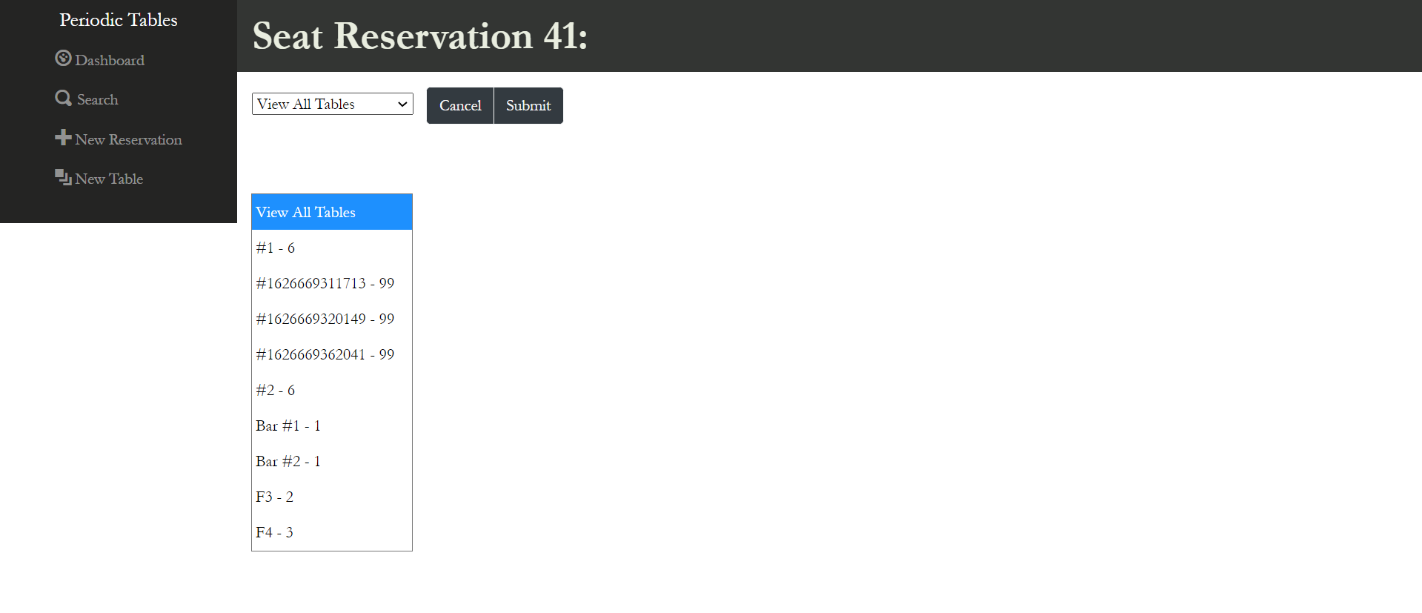 Periodic Tables
Dashboard
Search
New Reservation
New Table
Seat Reservation 41:
View All Tables
Cancel
Submit
View All Tables
#1 - 6
#1626669311713 - 99
#1626669320149 - 99
#1626669362041 - 99
#2 - 6
Bar #1 - 1
Bar #2 - 1
F3 - 2
F4 - 3